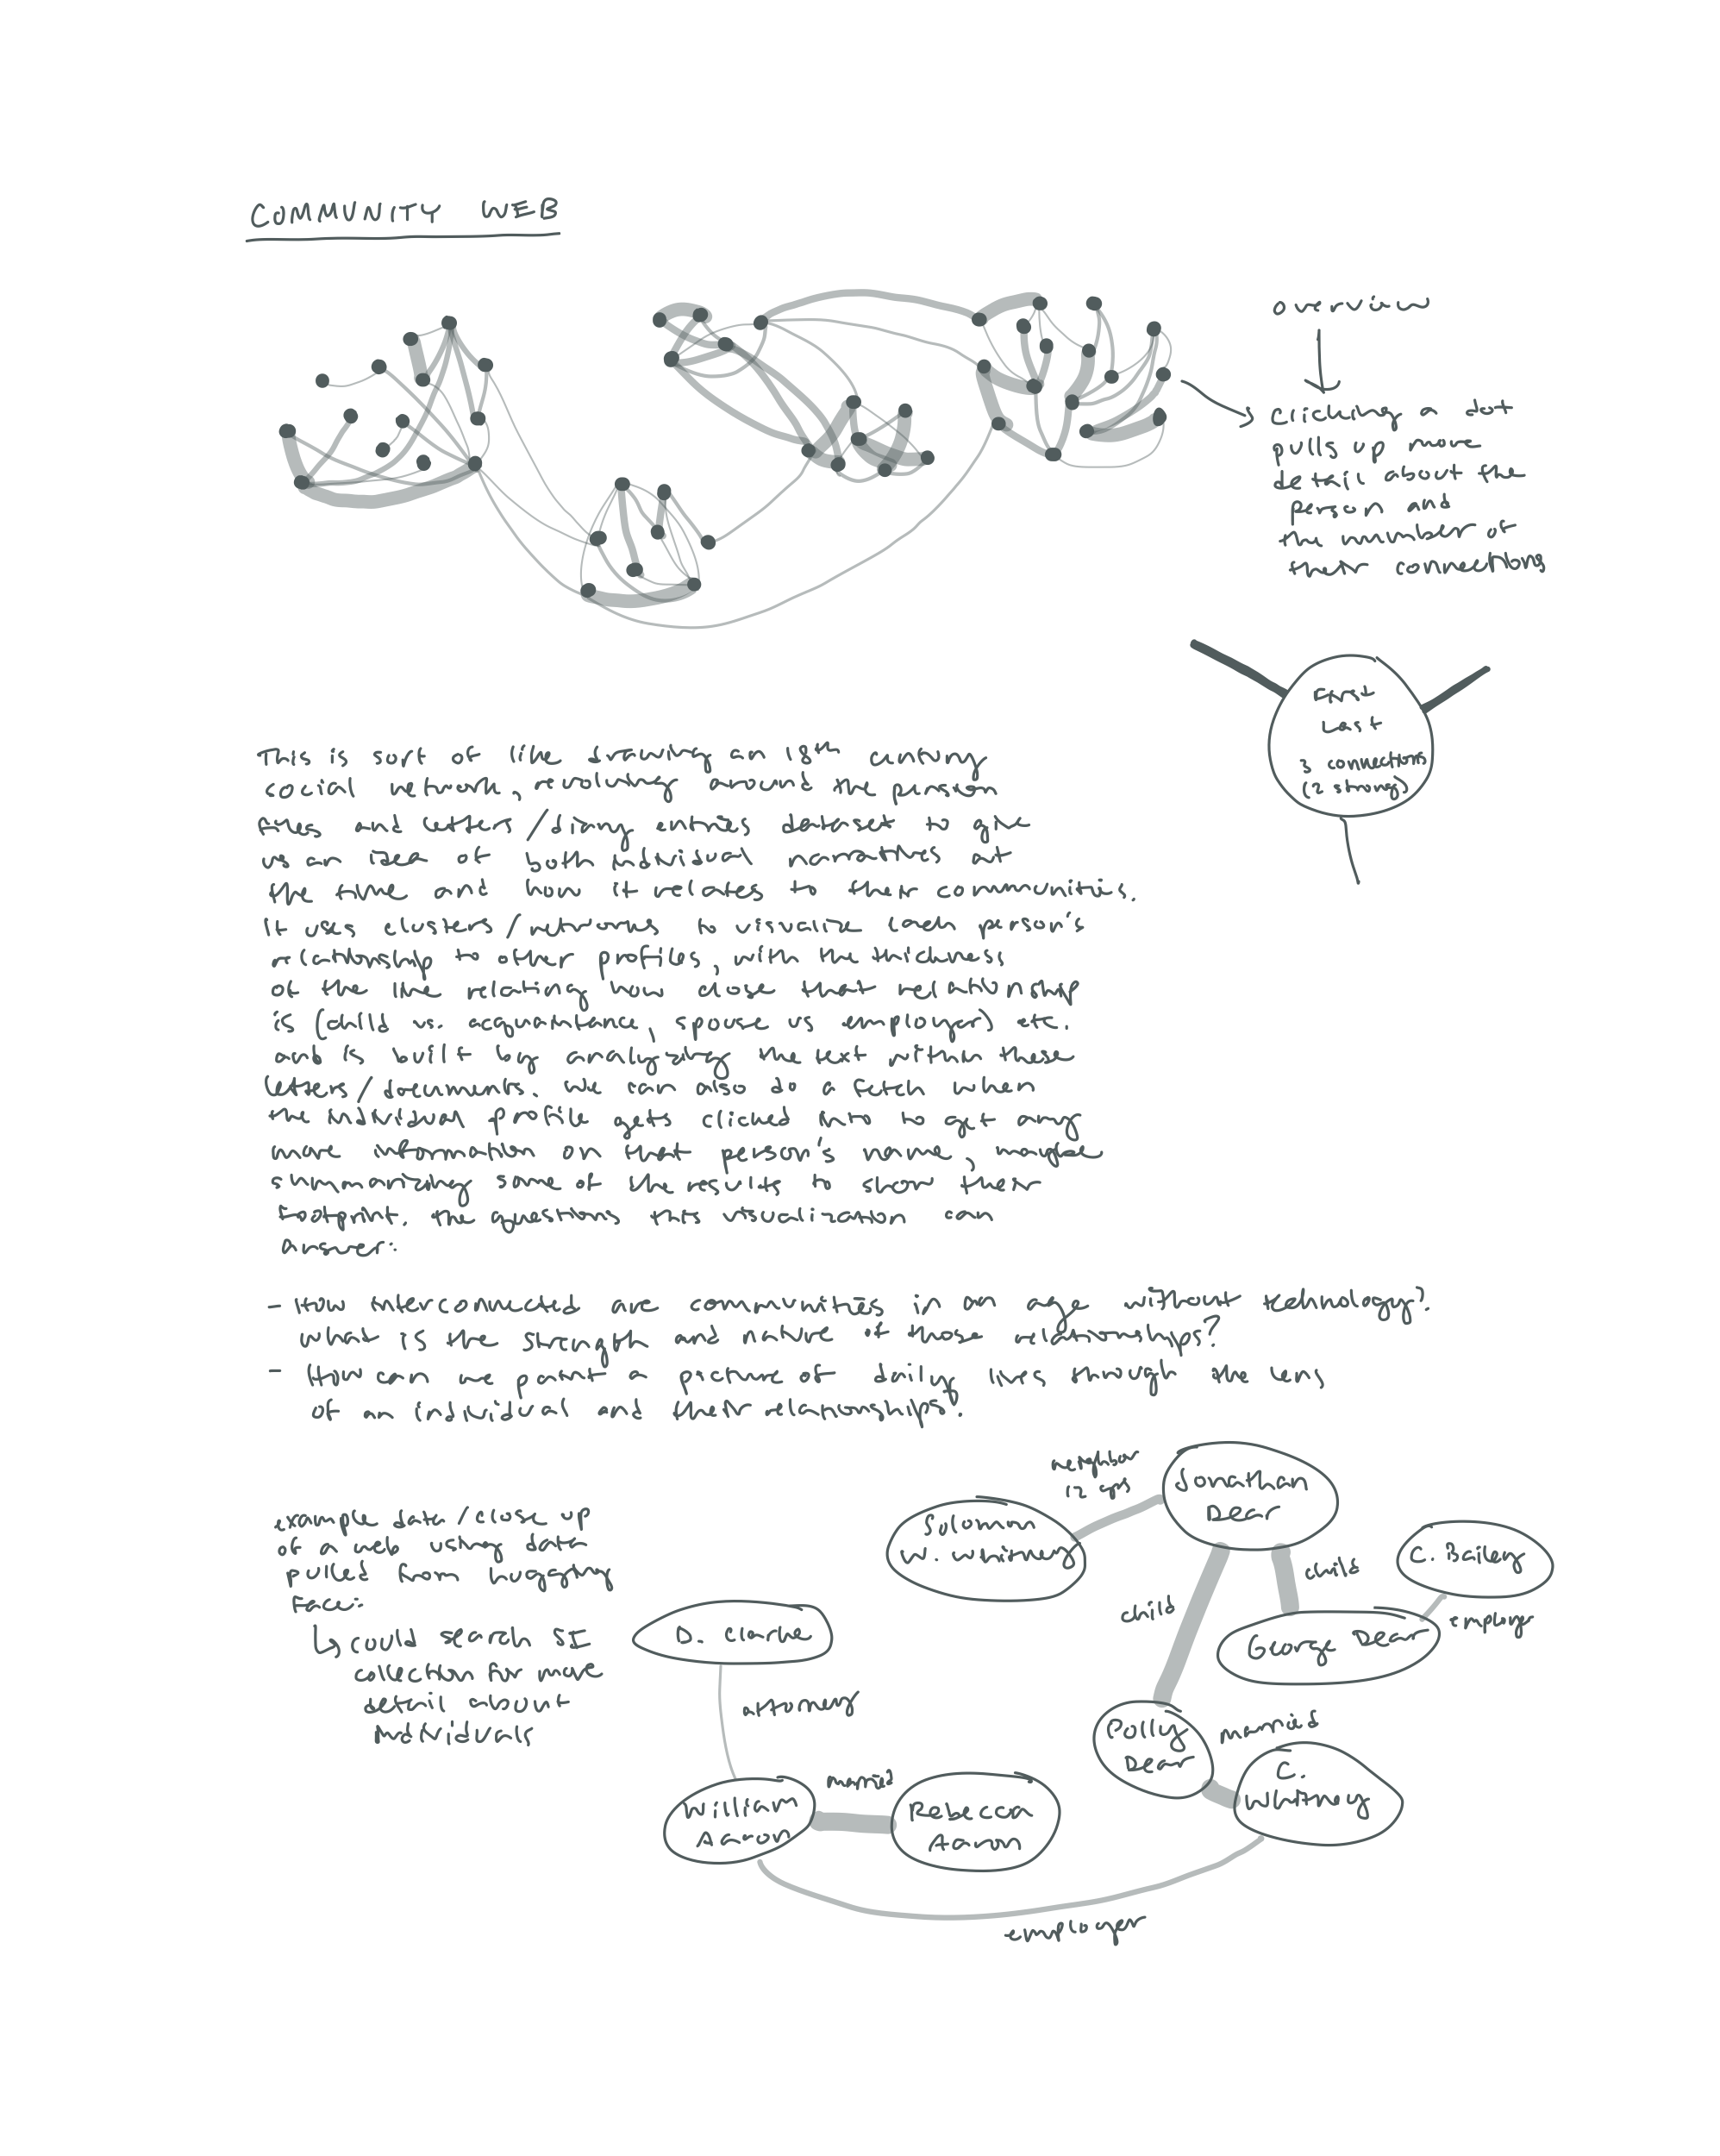 COMMUNITY WEB
overview
clicking a dot
pulls up more
detail about the
person and
the number of
their connections
First
Last
3 connections
(2 strong)
This is sort of like drawing an 18th century
social network, revolving around the pension
files and letters/diary entries dataset to give
us an idea of both individual narratives at
the time and how it relates to their communities.
It uses clusters/networks to visualize each person's
relationship to other profiles, with the thickness
of the line relating how close that relationship
is (child vs. acquaintance, spouse vs employer) etc.
and is built by analyzing the text within these
letters/documents. We can also do a fetch when
the individual profile gets clicked into to get any
more information on that person's name, maybe
summarizing some of the results to show their
footprint. The questions this visualization can
answer:
- How interconnected are communities in an age without technology?
What is the strength and nature of those relationships?
- How can we paint a picture of daily lives through the lens
of an individual and their relationships?
example data/close up
of a web using data
pulled from hugging
face:
↳ could search SI
collection for more
detail about
individuals
neighbor
12 yrs
Jonathan
Dear
Solomon
W. Whitney
child
child
C. Bailey
employer
George Dear
D. Clarke
attorney
Polly
Dear
married
C.
Whitney
William
Aaron
married
Rebecca
Aaron
employer